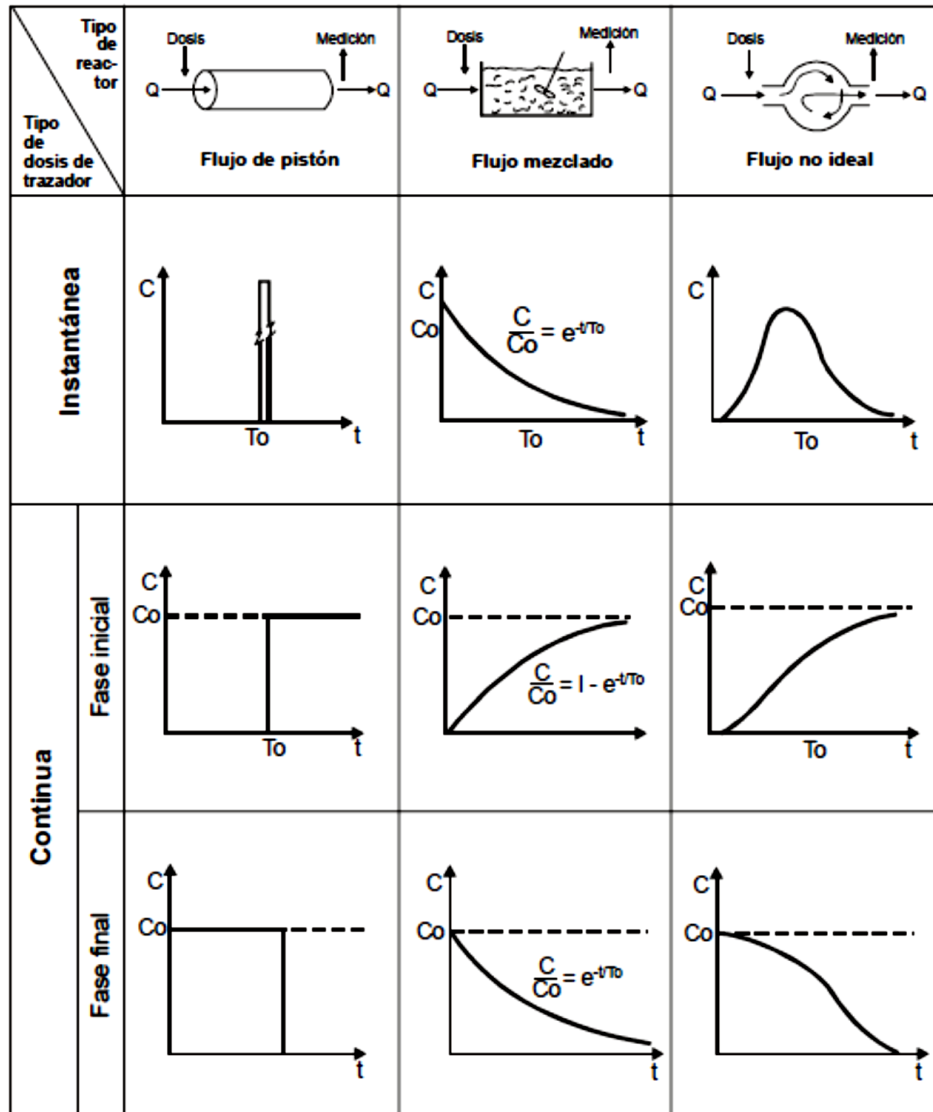 Tipo
de
reac-
tor
Tipo
de
dosis de
trazador
Dosis
Medición
Q
Q
Flujo de pistón
Dosis
Medición
Q
Q
Flujo mezclado
Dosis
Medición
Q
Q
Flujo no ideal
Instantánea
C
To
t
C
Co
C/Co = e^-t/To
To
t
C
To
t
Continua
Fase inicial
C
Co
To
t
C
Co
C/Co = I - e^-t/To
t
C
Co
To
t
Fase final
C
Co
t
C
Co
C/Co = e^-t/To
t
C
Co
t